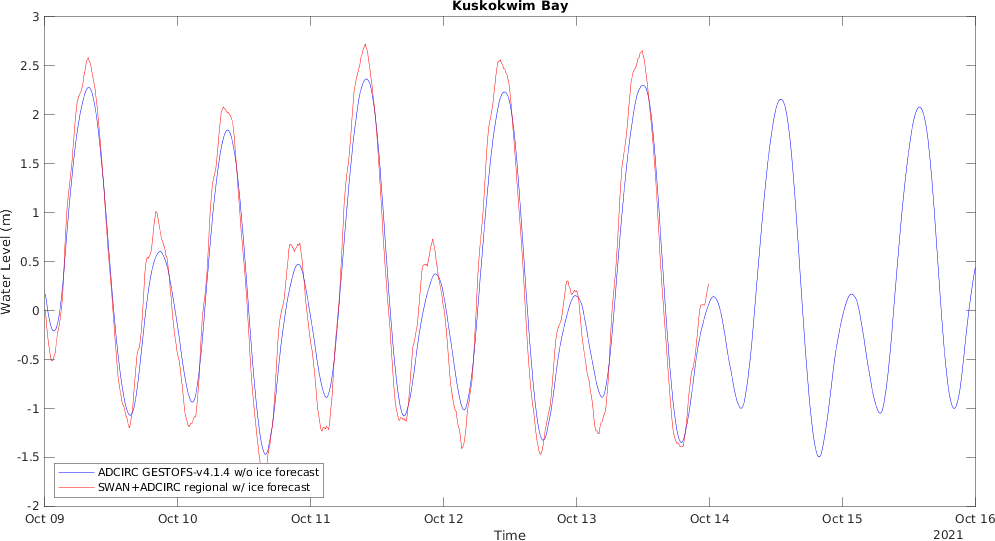 Kuskokwim Bay
3
2.5
2
1.5
1
0.5
0
-0.5
-1
-1.5
-2
Water Level (m)
ADCIRC GESTOFS-v4.1.4 w/o ice forecast
SWAN+ADCIRC regional w/ ice forecast
Oct 09 Oct 10 Oct 11 Oct 12 Oct 13 Oct 14 Oct 15 Oct 16
Time
2021